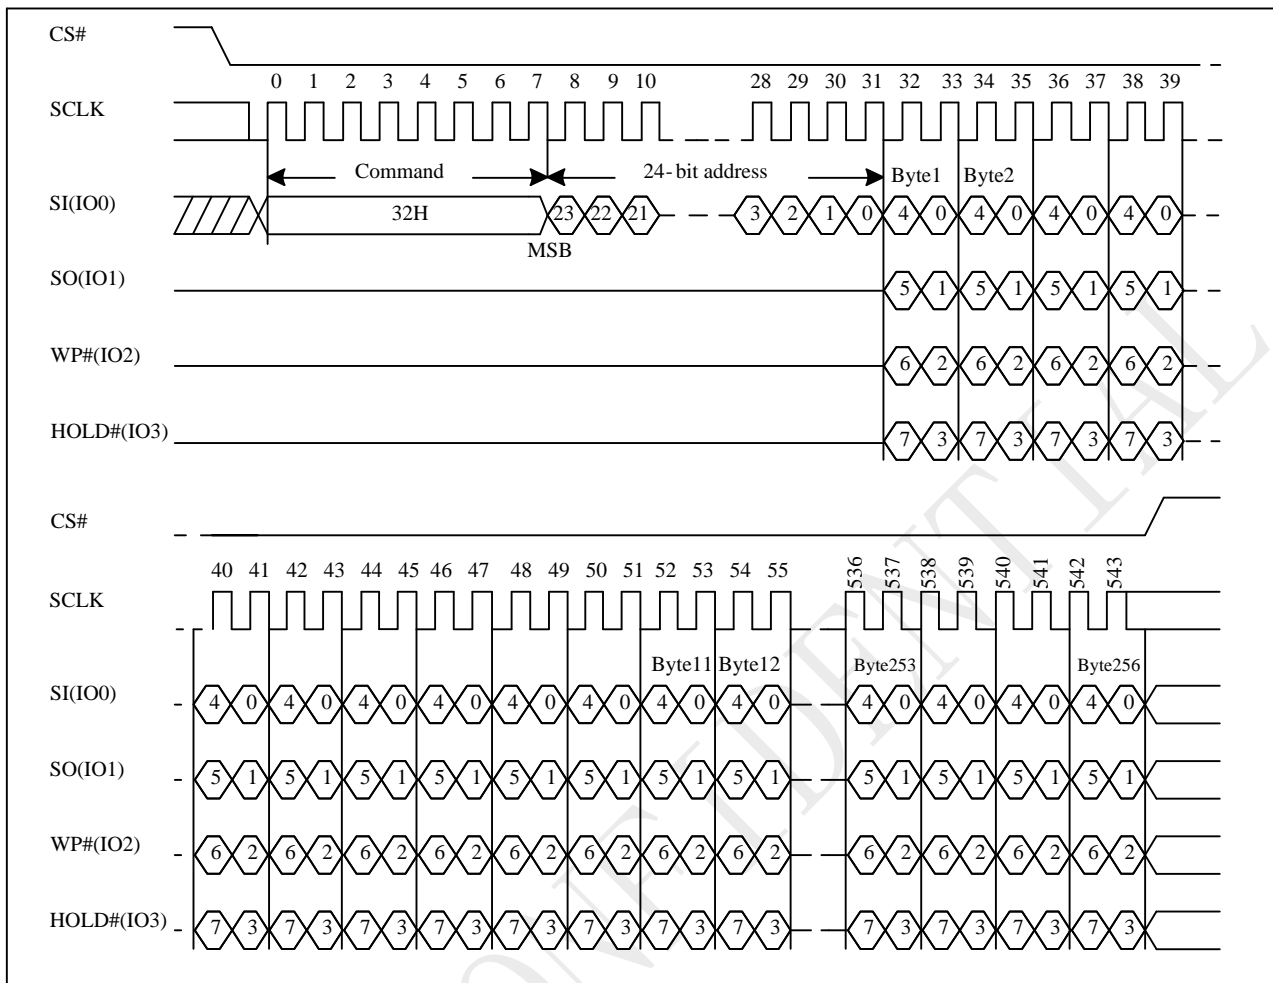 CS#
0 1 2 3 4 5 6 7 8 9 10 28 29 30 31 32 33 34 35 36 37 38 39
SCLK
Command 24-bit address Byte1 Byte2
SI(IO0) 32H 23 22 21 3 2 1 0 4 0 4 0 4 0 4 0
MSB
SO(IO1) 5 1 5 1 5 1 5 1
WP#(IO2) 6 2 6 2 6 2 6 2
HOLD#(IO3) 7 3 7 3 7 3 7 3
CS#
40 41 42 43 44 45 46 47 48 49 50 51 52 53 54 55 536 537 538 539 540 541 542 543
SCLK
Byte11 Byte12 Byte253 Byte256
SI(IO0) 4 0 4 0 4 0 4 0 4 0 4 0 4 0 4 0 4 0 4 0 4 0 4 0
SO(IO1) 5 1 5 1 5 1 5 1 5 1 5 1 5 1 5 1 5 1 5 1 5 1 5 1
WP#(IO2) 6 2 6 2 6 2 6 2 6 2 6 2 6 2 6 2 6 2 6 2 6 2 6 2
HOLD#(IO3) 7 3 7 3 7 3 7 3 7 3 7 3 7 3 7 3 7 3 7 3 7 3 7 3
ONFIDENTIAL